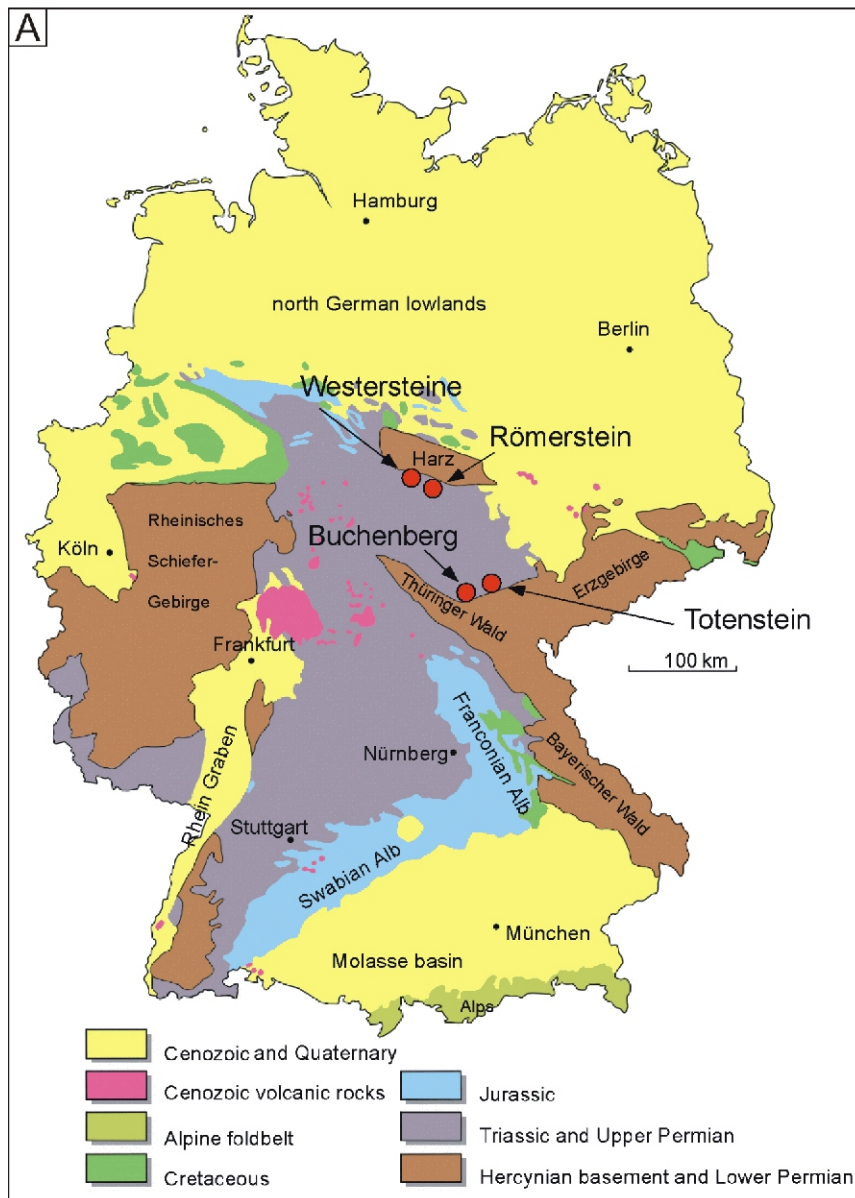 A
Hamburg
north German lowlands
Berlin
Westersteine
Römerstein
Harz
Rheinisches
Schiefer-
Gebirge
Köln
Buchenberg
Thüringer Wald
Erzgebirge
Totenstein
100 km
Frankfurt
Franconian Alb
Nürnberg
Bayerischer Wald
Rhein Graben
Stuttgart
Swabian Alb
München
Molasse basin
Alps
Cenozoic and Quaternary
Cenozoic volcanic rocks
Alpine foldbelt
Cretaceous
Jurassic
Triassic and Upper Permian
Hercynian basement and Lower Permian